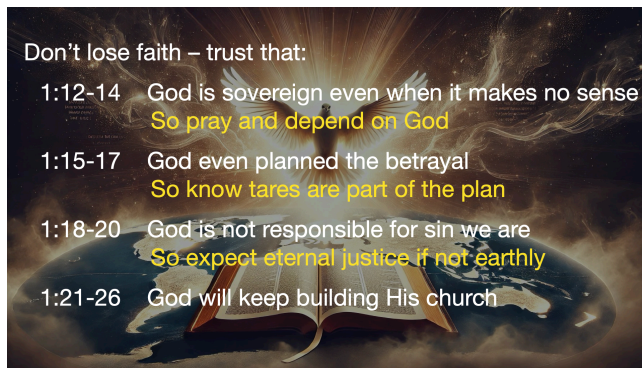 Don’t lose faith – trust that:
1:12-14 God is sovereign even when it makes no sense
So pray and depend on God
1:15-17 God even planned the betrayal
So know tares are part of the plan
1:18-20 God is not responsible for sin we are
So expect eternal justice if not earthly
1:21-26 God will keep building His church